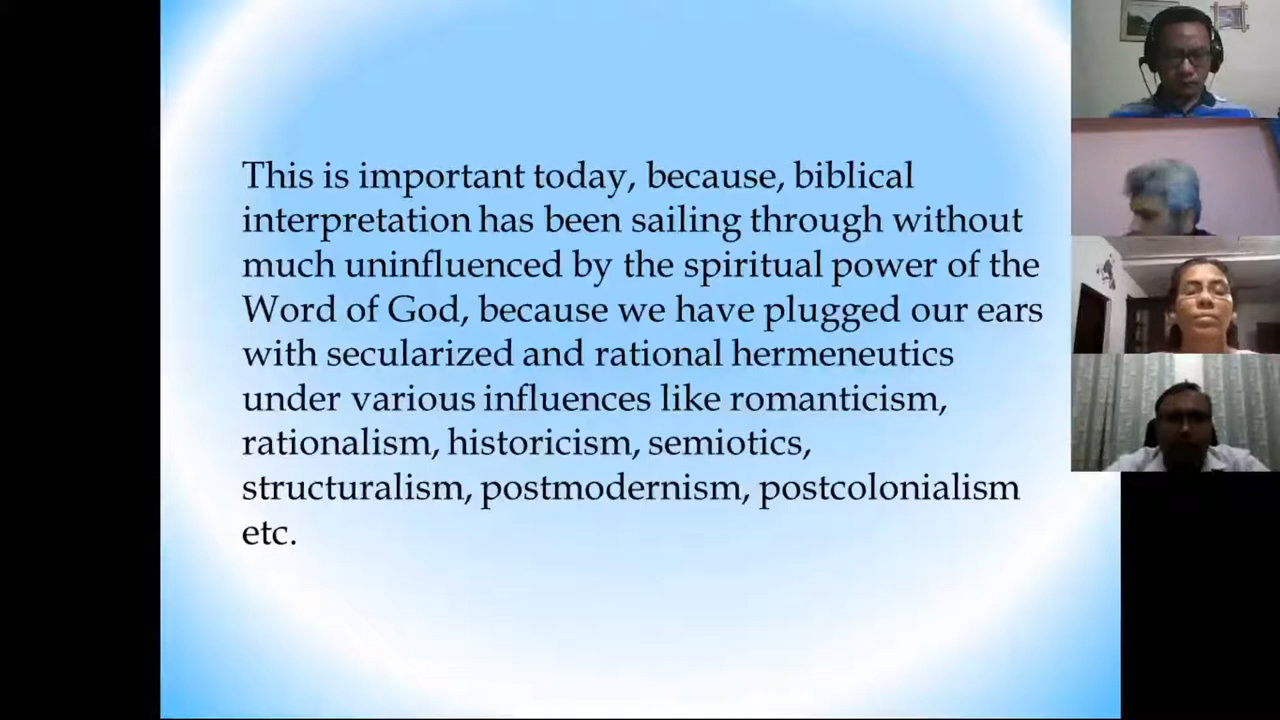 This is important today, because, biblical
interpretation has been sailing through without
much uninfluenced by the spiritual power of the
Word of God, because we have plugged our ears
with secularized and rational hermeneutics
under various influences like romanticism,
rationalism, historicism, semiotics,
structuralism, postmodernism, postcolonialism
etc.